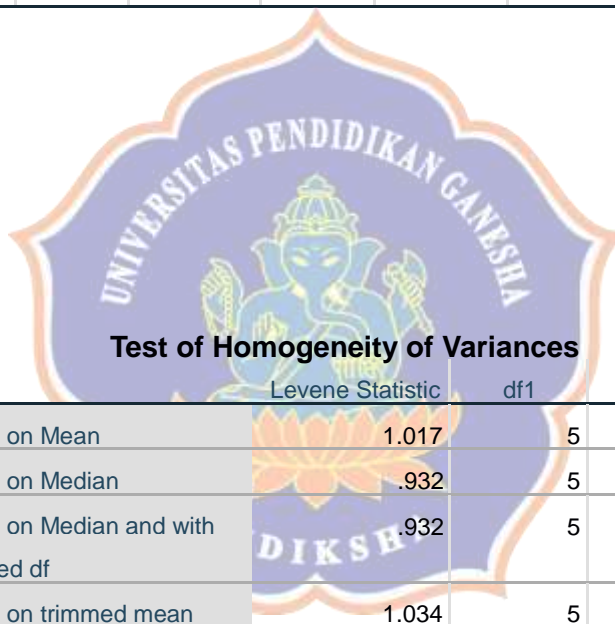 UNIVERSITAS PENDIDIKAN GANESHA
Test of Homogeneity of Variances
Levene Statistic df1
on Mean 1.017 5
on Median .932 5
on Median and with .932 5
ed df
DIKSHA
on trimmed mean 1.034 5